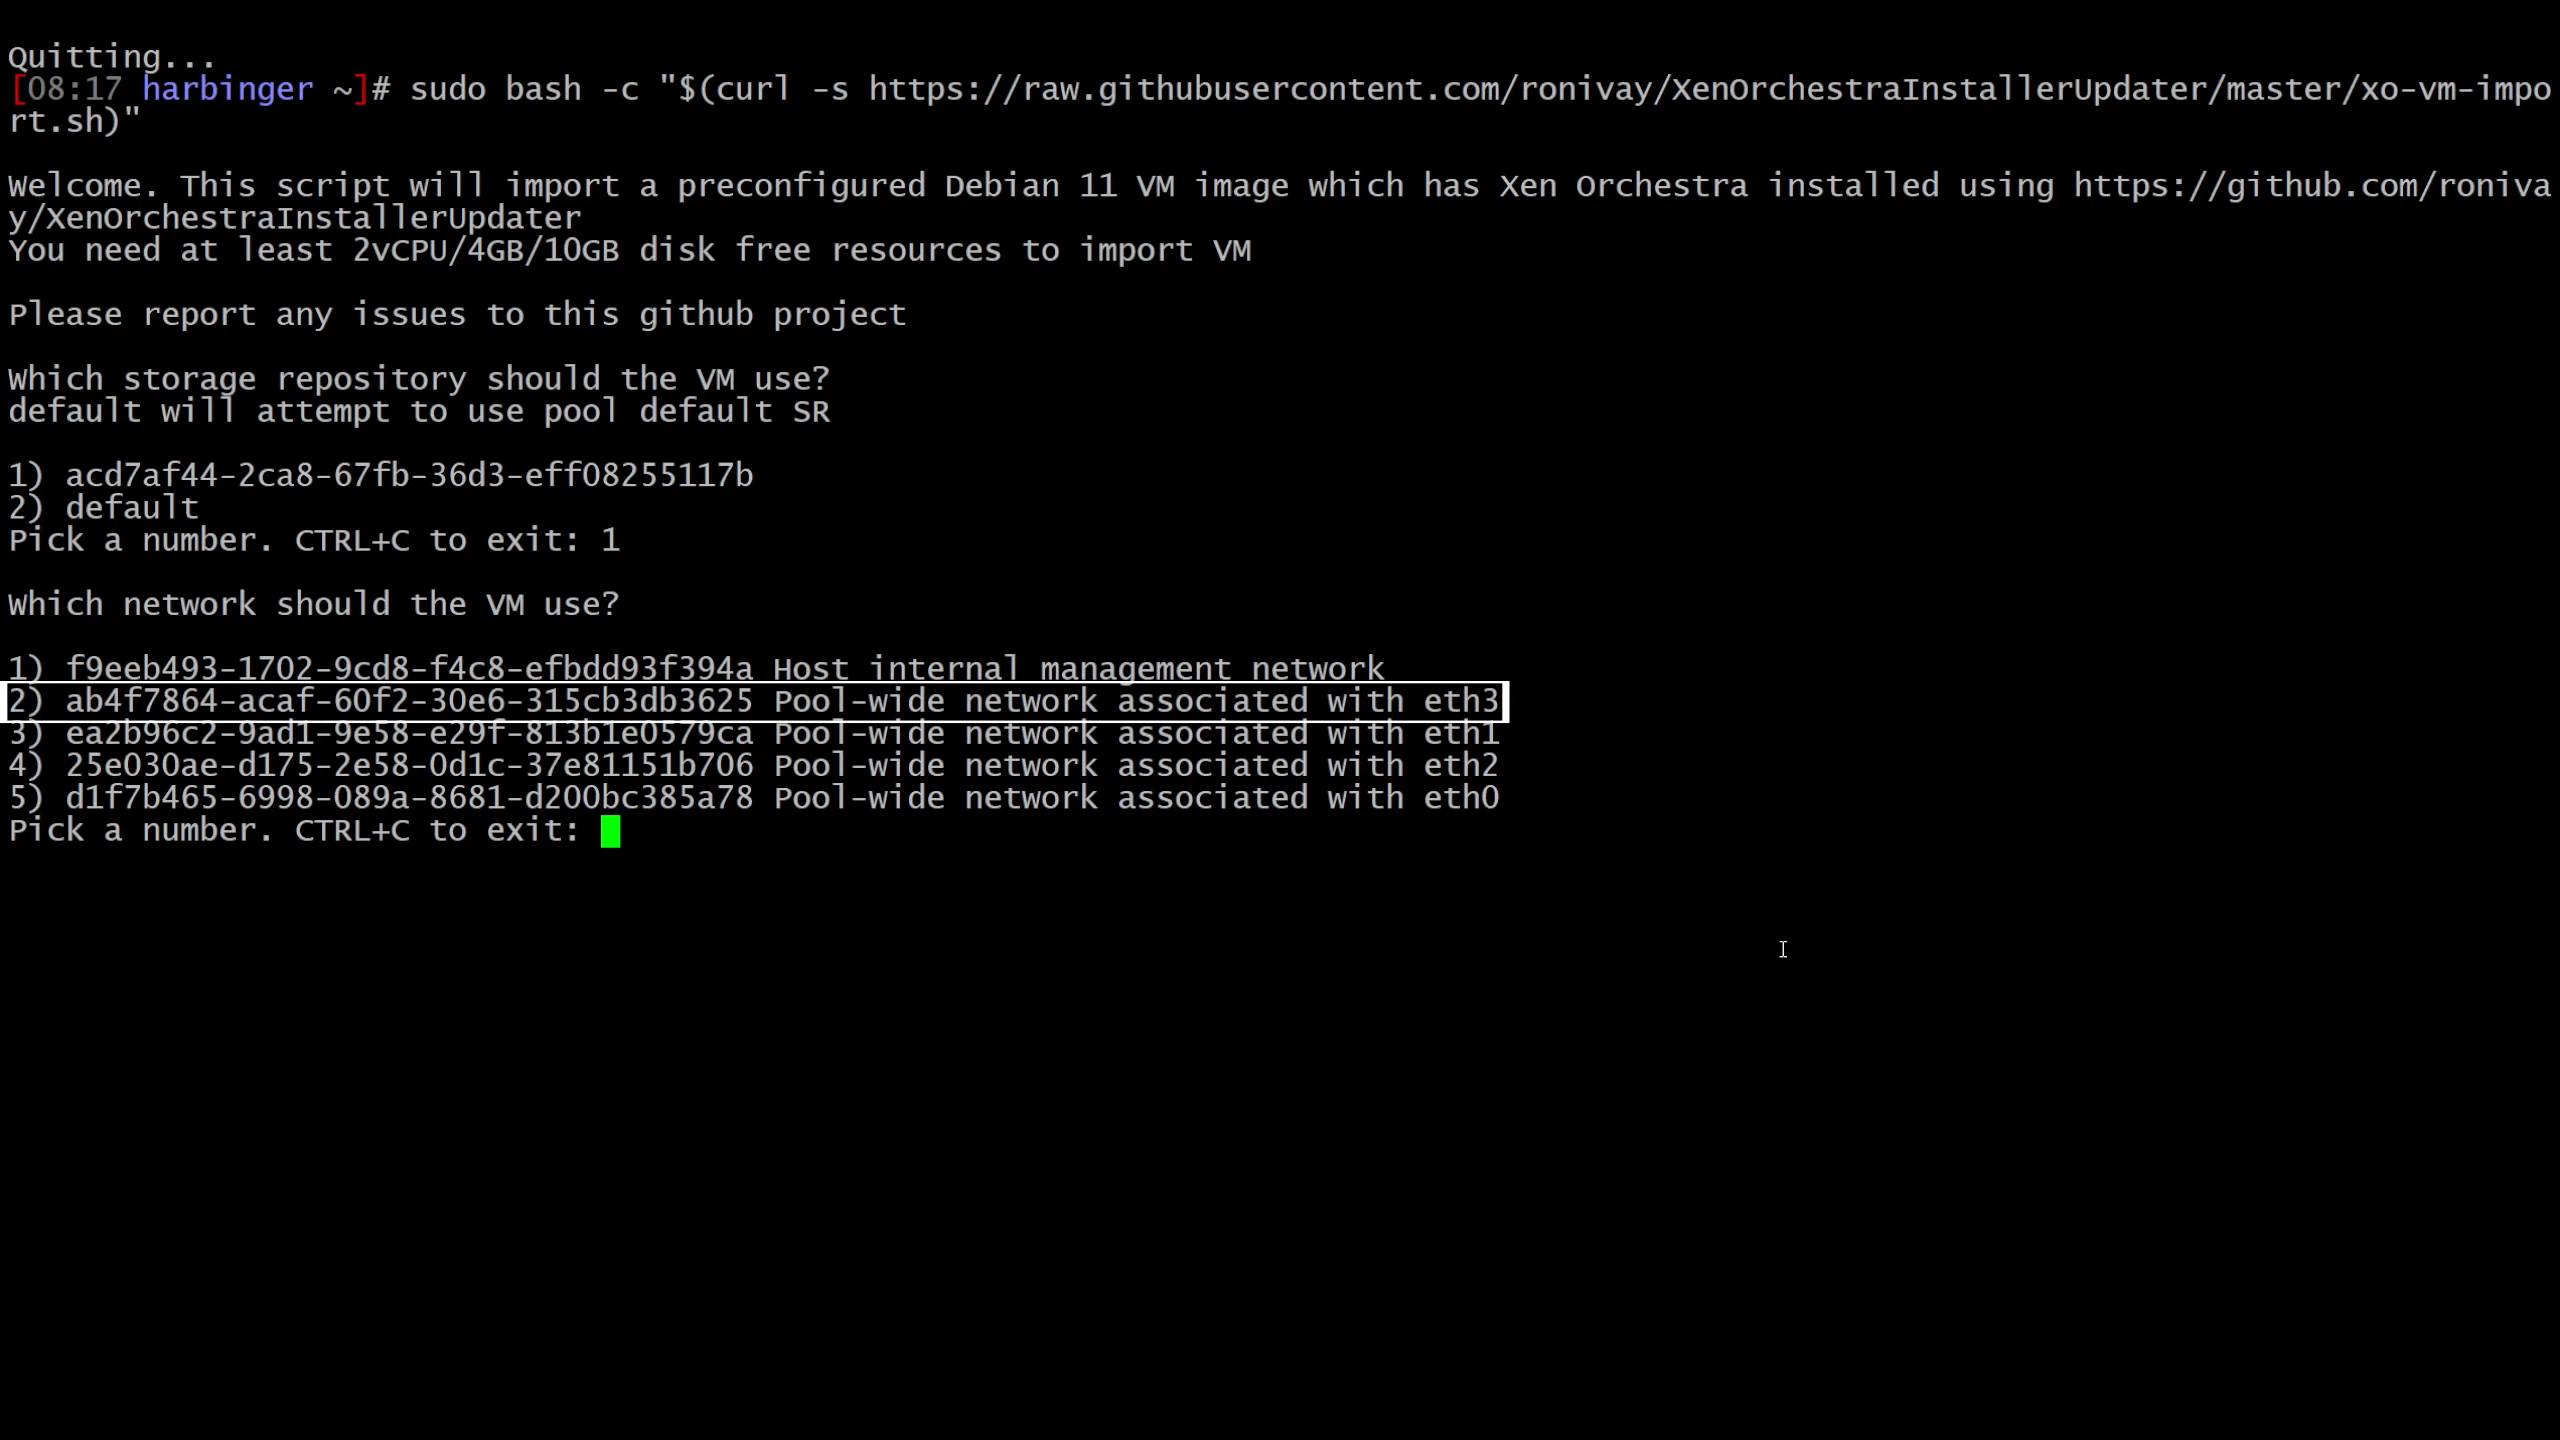 Quitting...
[08:17 harbinger ~]# sudo bash -c "$(curl -s https://raw.githubusercontent.com/ronivay/XenOrchestraInstallerUpdater/master/xo-vm-impo
rt.sh)"
Welcome. This script will import a preconfigured Debian 11 VM image which has Xen Orchestra installed using https://github.com/roniva
y/XenOrchestraInstallerUpdater
You need at least 2vCPU/4GB/10GB disk free resources to import VM
Please report any issues to this github project
Which storage repository should the VM use?
default will attempt to use pool default SR
1) acd7af44-2ca8-67fb-36d3-eff08255117b
2) default
Pick a number. CTRL+C to exit: 1
Which network should the VM use?
1) f9eeb493-1702-9cd8-f4c8-efbdd93f394a Host internal management network
2) ab4f7864-acaf-60f2-30e6-315cb3db3625 Pool-wide network associated with eth3
3) ea2b96c2-9ad1-9e58-e29f-813b1e0579ca Pool-wide network associated with eth1
4) 25e030ae-d175-2e58-0d1c-37e81151b706 Pool-wide network associated with eth2
5) d1f7b465-6998-089a-8681-d200bc385a78 Pool-wide network associated with eth0
Pick a number. CTRL+C to exit: